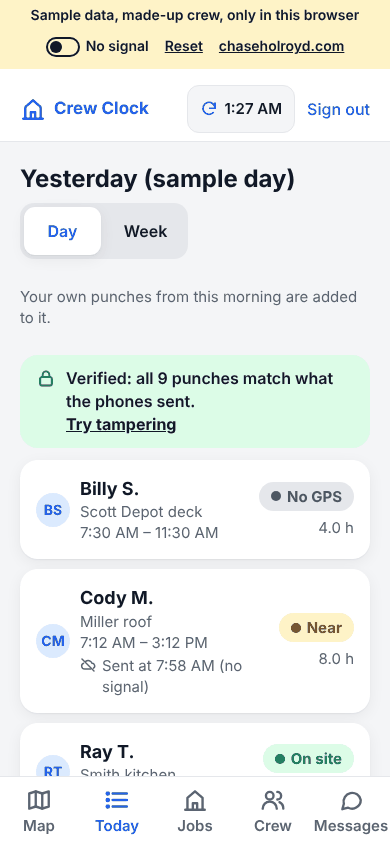 Sample data, made-up crew, only in this browser
No signal Reset chaseholroyd.com
Crew Clock 1:27 AM Sign out
Yesterday (sample day)
Day Week
Your own punches from this morning are added
to it.
Verified: all 9 punches match what
the phones sent.
Try tampering
BS
Billy S.
Scott Depot deck
7:30 AM – 11:30 AM
No GPS
4.0 h
CM
Cody M.
Miller roof
7:12 AM – 3:12 PM
Sent at 7:58 AM (no
signal)
Near
8.0 h
RT
Ray T.
Smith kitchen
On site
Map Today Jobs Crew Messages